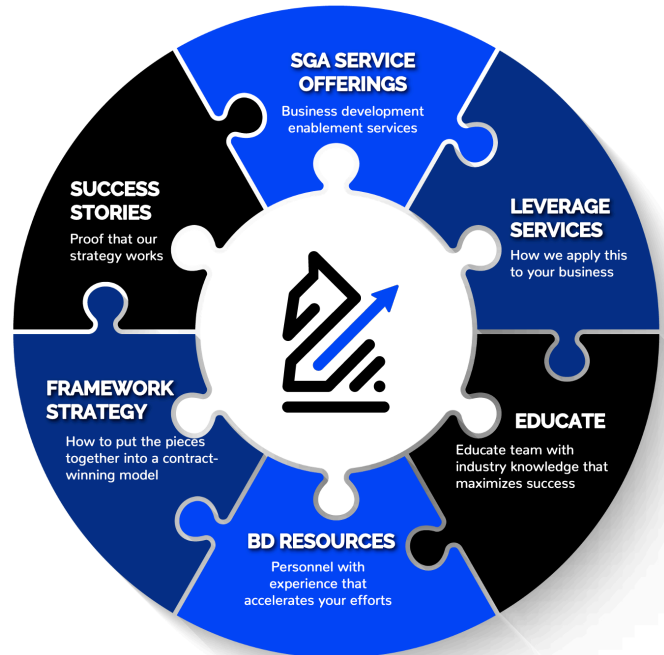 SGA SERVICE
OFFERINGS
Business development
enablement services
LEVERAGE
SERVICES
How we apply this
to your business
EDUCATE
Educate team with
industry knowledge that
maximizes success
BD RESOURCES
Personnel with
experience that
accelerates your efforts
FRAMEWORK
STRATEGY
How to put the pieces
together into a contract-
winning model
SUCCESS
STORIES
Proof that our
strategy works